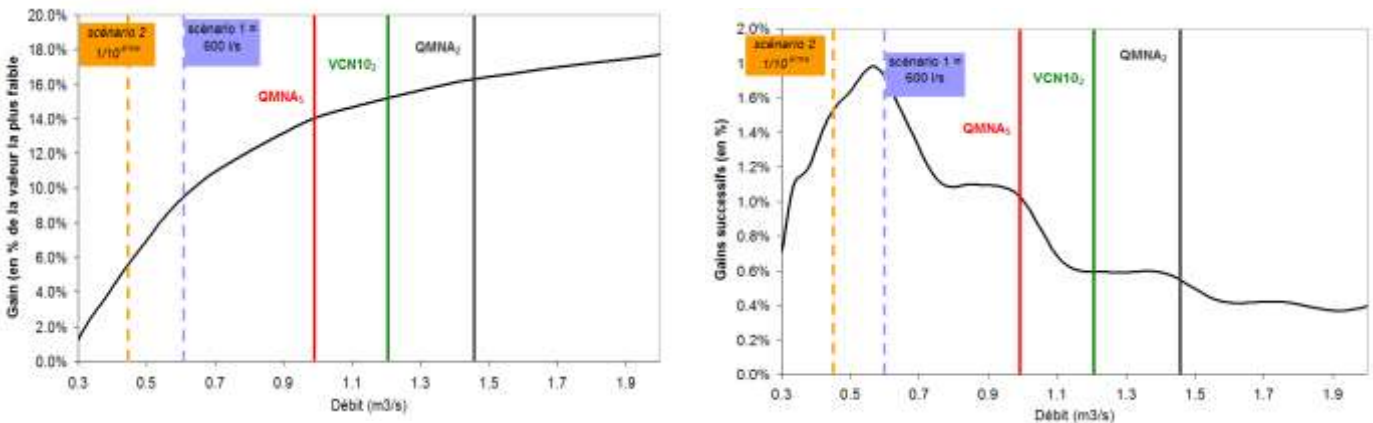 scénario 2
1/10ième
scénario 1 =
600 l/s
QMNA2
VCN102
QMNA5
20.0%
18.0%
16.0%
14.0%
12.0%
10.0%
8.0%
6.0%
4.0%
2.0%
0.0%
Gain (en % de la valeur la plus faible
0.3 0.5 0.7 0.9 1.1 1.3 1.5 1.7 1.9
Débit (m3/s)
scénario 2
1/10ième
scénario 1 =
600 l/s
QMNA2
VCN102
QMNA5
2.0%
1.6%
1.4%
1.2%
1.0%
0.8%
0.6%
0.4%
0.2%
0.0%
Gains successifs (en %)
0.3 0.5 0.7 0.9 1.1 1.3 1.5 1.7 1.9
Débit (m3/s)